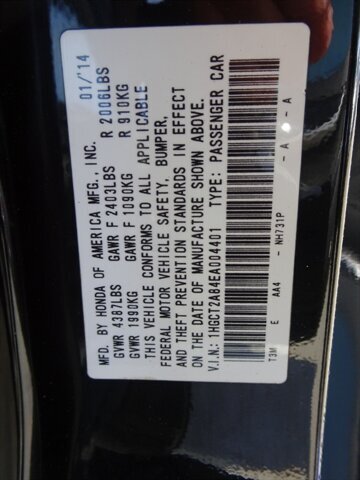 MFD. BY HONDA OF AMERICA MFG., INC. 01/'14
GVWR 4387LBS GAWR F 2403LBS R 2006LBS
GVWR 1990KG GAWR F 1090KG R 910KG
THIS VEHICLE CONFORMS TO ALL APPLICABLE
FEDERAL MOTOR VEHICLE SAFETY, BUMPER,
AND THEFT PREVENTION STANDARDS IN EFFECT
ON THE DATE OF MANUFACTURE SHOWN ABOVE.
V.I.N.: 1HGCT2A84EA004401 TYPE: PASSENGER CAR
T3M E AA4 - NH731P - A - A